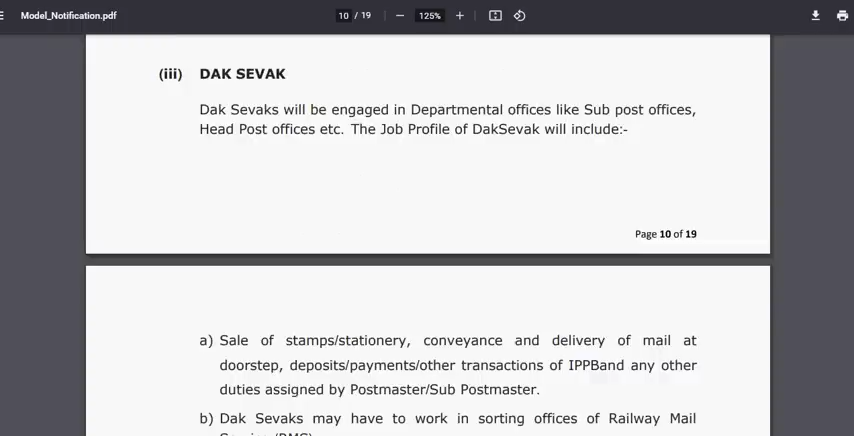 Model_Notification.pdf
10 / 19
125%
(iii) DAK SEVAK
Dak Sevaks will be engaged in Departmental offices like Sub post offices,
Head Post offices etc. The Job Profile of DakSevak will include:-
Page 10 of 19
a) Sale of stamps/stationery, conveyance and delivery of mail at
doorstep, deposits/payments/other transactions of IPPBand any other
duties assigned by Postmaster/Sub Postmaster.
b) Dak Sevaks may have to work in sorting offices of Railway Mail